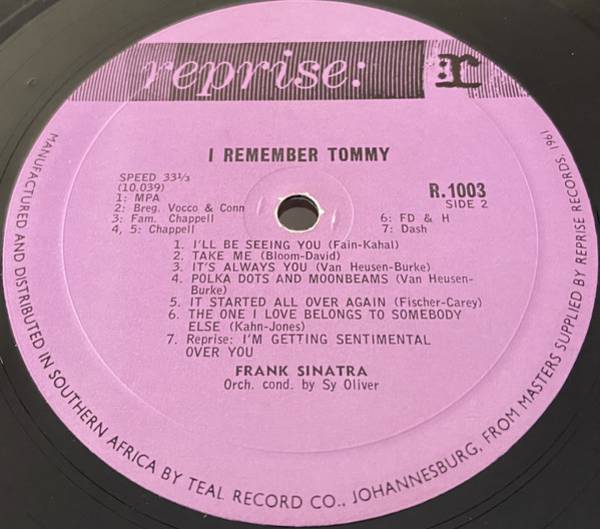 reprise: r
I REMEMBER TOMMY
SPEED 33⅓
(10.039)
1: MPA
2: Breg. Vocco & Conn
3: Fam. Chappell
4, 5: Chappell
R.1003
SIDE 2
6: FD & H
7: Dash
1. I'LL BE SEEING YOU (Fain-Kahal)
2. TAKE ME (Bloom-David)
3. IT'S ALWAYS YOU (Van Heusen-Burke)
4. POLKA DOTS AND MOONBEAMS (Van Heusen-
Burke)
5. IT STARTED ALL OVER AGAIN (Fischer-Carey)
6. THE ONE I LOVE BELONGS TO SOMEBODY
ELSE (Kahn-Jones)
7. Reprise: I'M GETTING SENTIMENTAL
OVER YOU
FRANK SINATRA
Orch. cond. by Sy Oliver
MANUFACTURED AND DISTRIBUTED IN SOUTHERN AFRICA BY TEAL RECORD CO., JOHANNESBURG, FROM MASTERS SUPPLIED BY REPRISE RECORDS, 1961